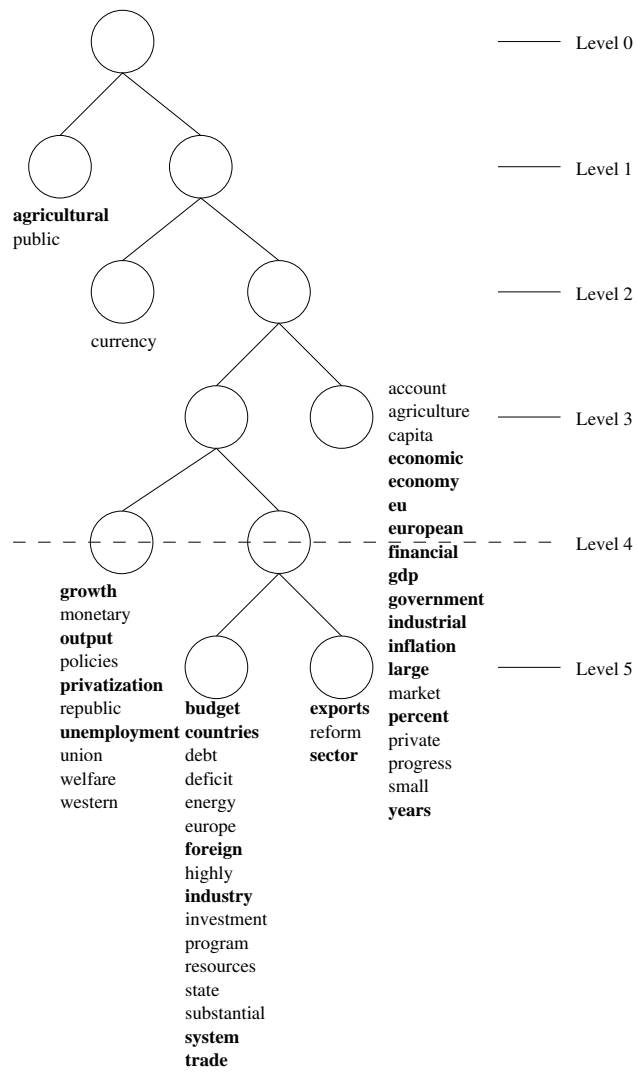 Level 0
Level 1
agricultural
public
Level 2
currency
Level 3
account
agriculture
capita
economic
economy
eu
european
financial
gdp
government
industrial
inflation
large
market
percent
private
progress
small
years
Level 4
growth
monetary
output
policies
privatization
republic
unemployment
union
welfare
western
Level 5
budget
countries
debt
deficit
energy
europe
foreign
highly
industry
investment
program
resources
state
substantial
system
trade
exports
reform
sector